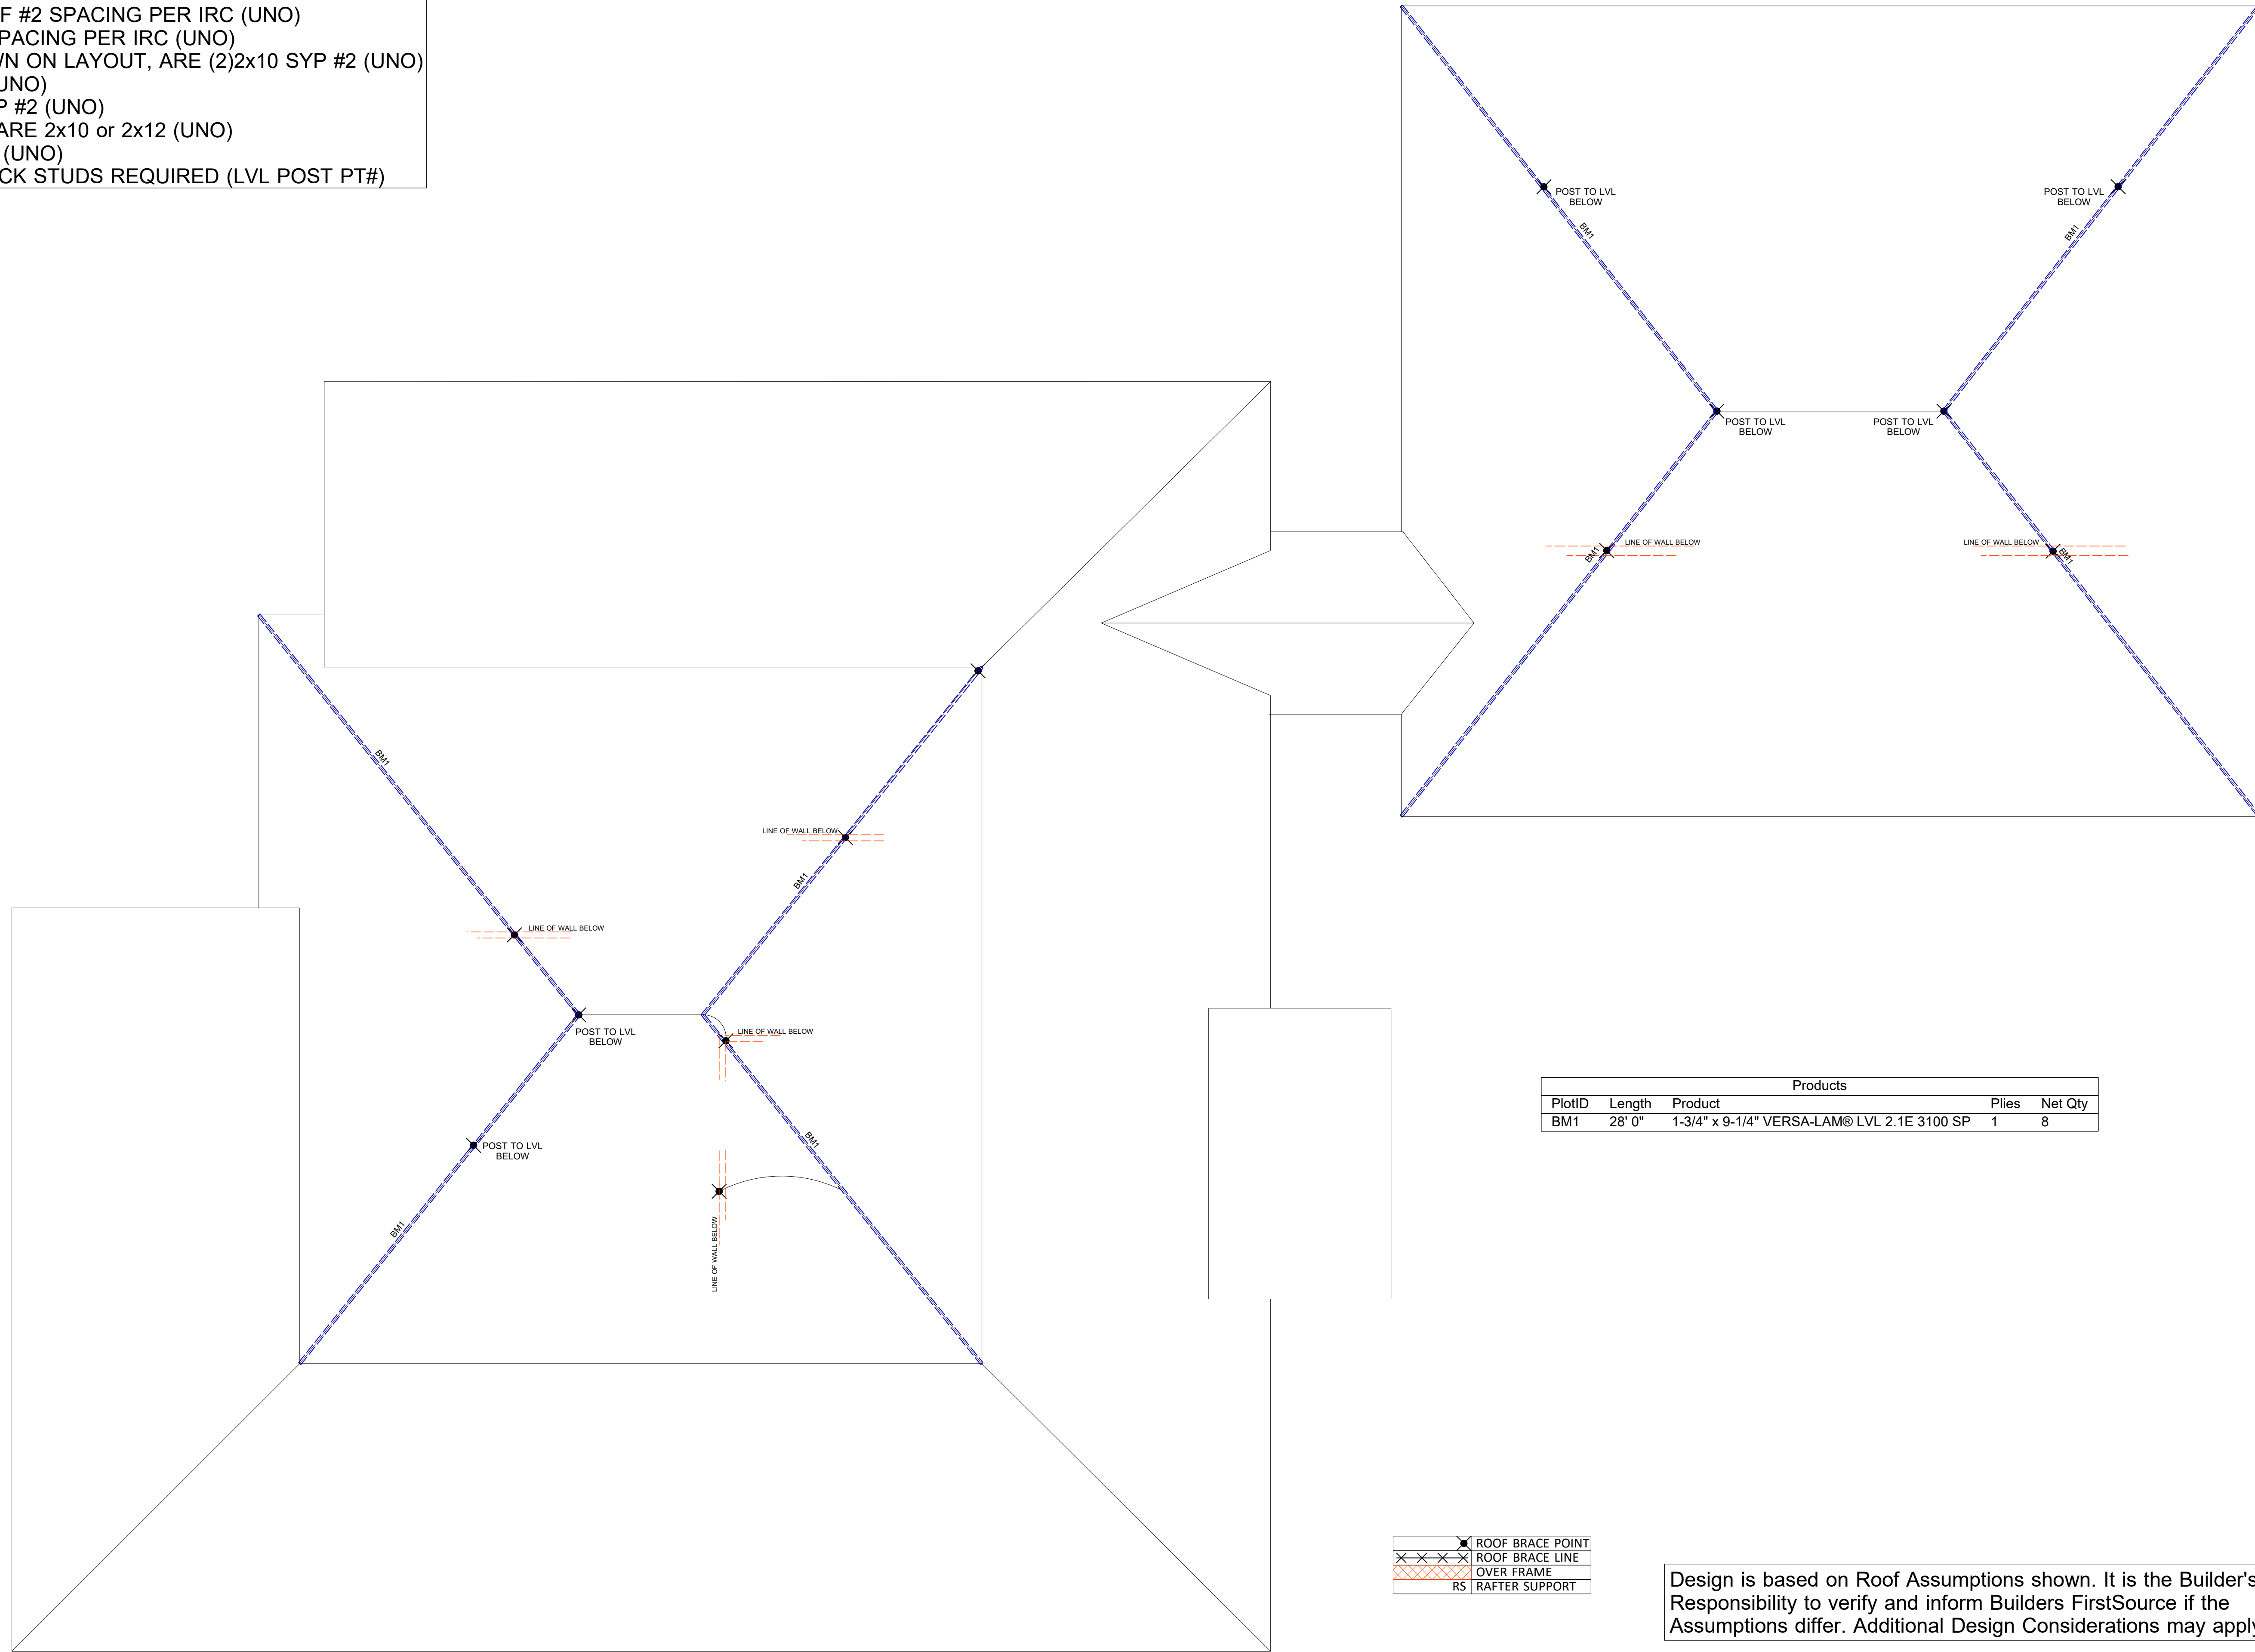 F #2 SPACING PER IRC (UNO)
SPACING PER IRC (UNO)
WN ON LAYOUT, ARE (2)2x10 SYP #2 (UNO)
(UNO)
P #2 (UNO)
ARE 2x10 or 2x12 (UNO)
(UNO)
CK STUDS REQUIRED (LVL POST PT#)
POST TO LVL
BELOW
POST TO LVL
BELOW
BM1
BM1
POST TO LVL
BELOW
POST TO LVL
BELOW
LINE OF WALL BELOW
LINE OF WALL BELOW
BM1
BM1
BM1
LINE OF WALL BELOW
BM1
LINE OF WALL BELOW
POST TO LVL
BELOW
LINE OF WALL BELOW
POST TO LVL
BELOW
BM1
BM1
LINE OF WALL BELOW
Products
PlotID Length Product Plies Net Qty
BM1 28' 0" 1-3/4" x 9-1/4" VERSA-LAM® LVL 2.1E 3100 SP 1 8
ROOF BRACE POINT
ROOF BRACE LINE
OVER FRAME
RS RAFTER SUPPORT
Design is based on Roof Assumptions shown. It is the Builder's
Responsibility to verify and inform Builders FirstSource if the
Assumptions differ. Additional Design Considerations may apply